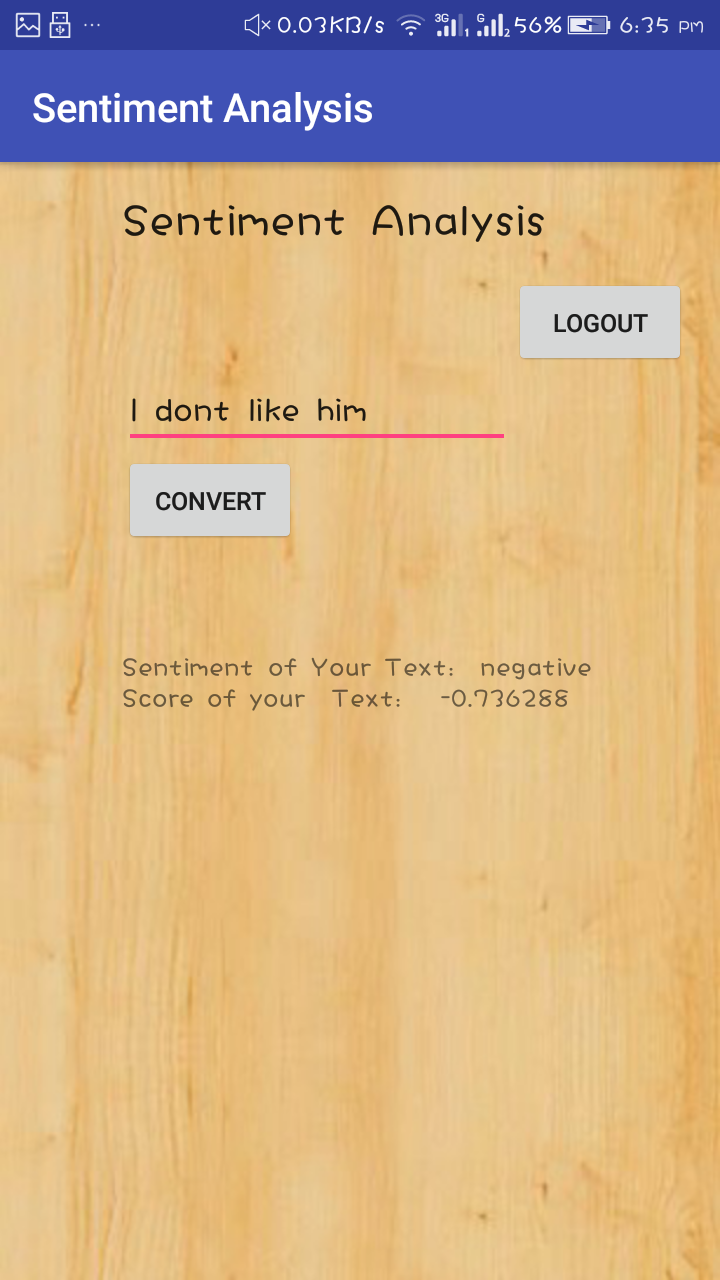 0.03KB/s 3G 1 G 2 56% 6:35 pm
Sentiment Analysis
Sentiment Analysis
LOGOUT
I dont like him
CONVERT
Sentiment of Your Text: negative
Score of your Text: -0.736288